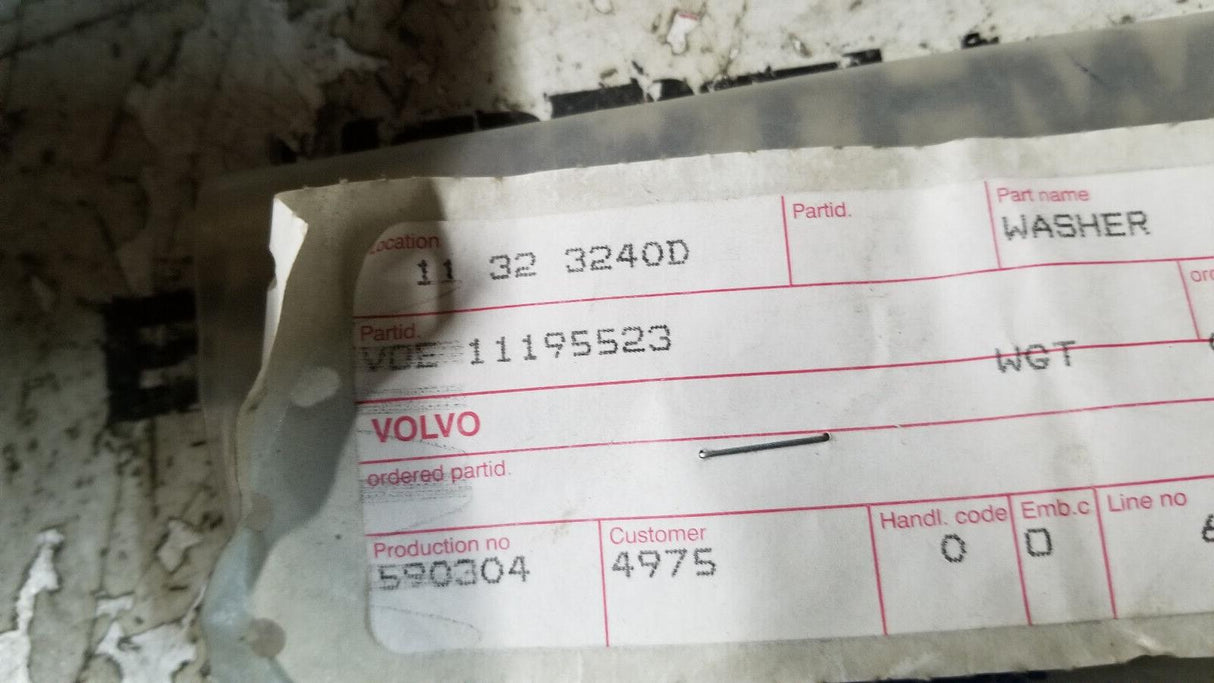 Location Partid. Part name
11 32 3240D WASHER
Partid.
VOE 11195523
WGT
VOLVO
ordered partid.
Production no Customer Handl. code Emb.c Line no
590304 4975 0 0